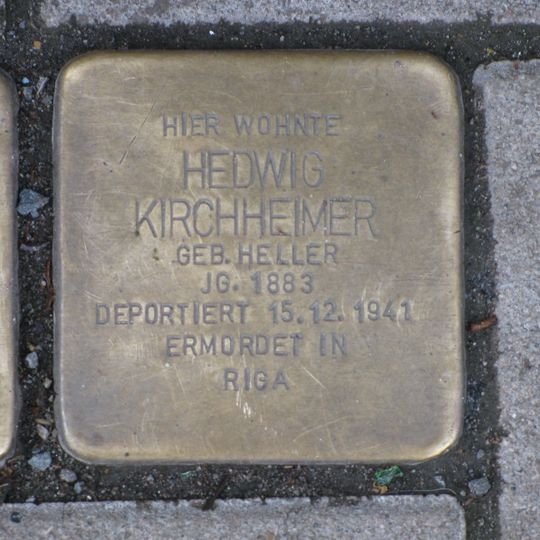 HIER WOHNTE
HEDWIG
KIRCHHEIMER
GEB. HELLER
JG. 1883
DEPORTIERT 15.12.1941
ERMORDET IN
RIGA